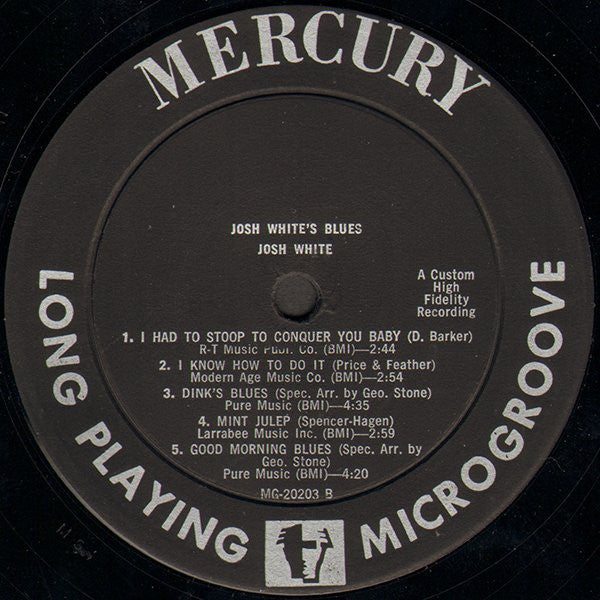 MERCURY
JOSH WHITE'S BLUES
JOSH WHITE
A Custom
High
Fidelity
Recording
1. I HAD TO STOOP TO CONQUER YOU BABY (D. Barker)
R-T Music Publ. Co. (BMI)—2:44
2. I KNOW HOW TO DO IT (Price & Feather)
Modern Age Music Co. (BMI)—2:54
3. DINK'S BLUES (Spec. Arr. by Geo. Stone)
Pure Music (BMI)—4:35
4. MINT JULEP (Spencer-Hagen)
Larrabee Music Inc. (BMI)—2:59
5. GOOD MORNING BLUES (Spec. Arr. by
Geo. Stone)
Pure Music (BMI)—4:20
MG-20203 B
LONG PLAYING MICROGROOVE